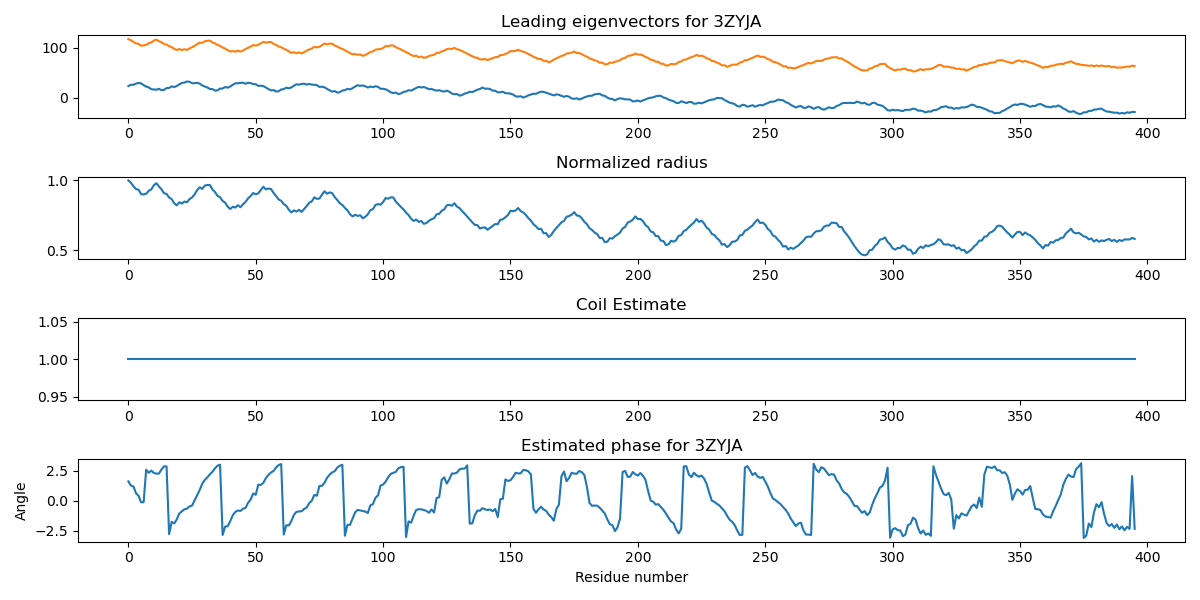 Leading eigenvectors for 3ZYJA
100
0
0 50 100 150 200 250 300 350 400
Normalized radius
1.0
0.5
0 50 100 150 200 250 300 350 400
Coil Estimate
1.05
1.00
0.95
0 50 100 150 200 250 300 350 400
Estimated phase for 3ZYJA
Angle
2.5
0.0
−2.5
0 50 100 150 200 250 300 350 400
Residue number